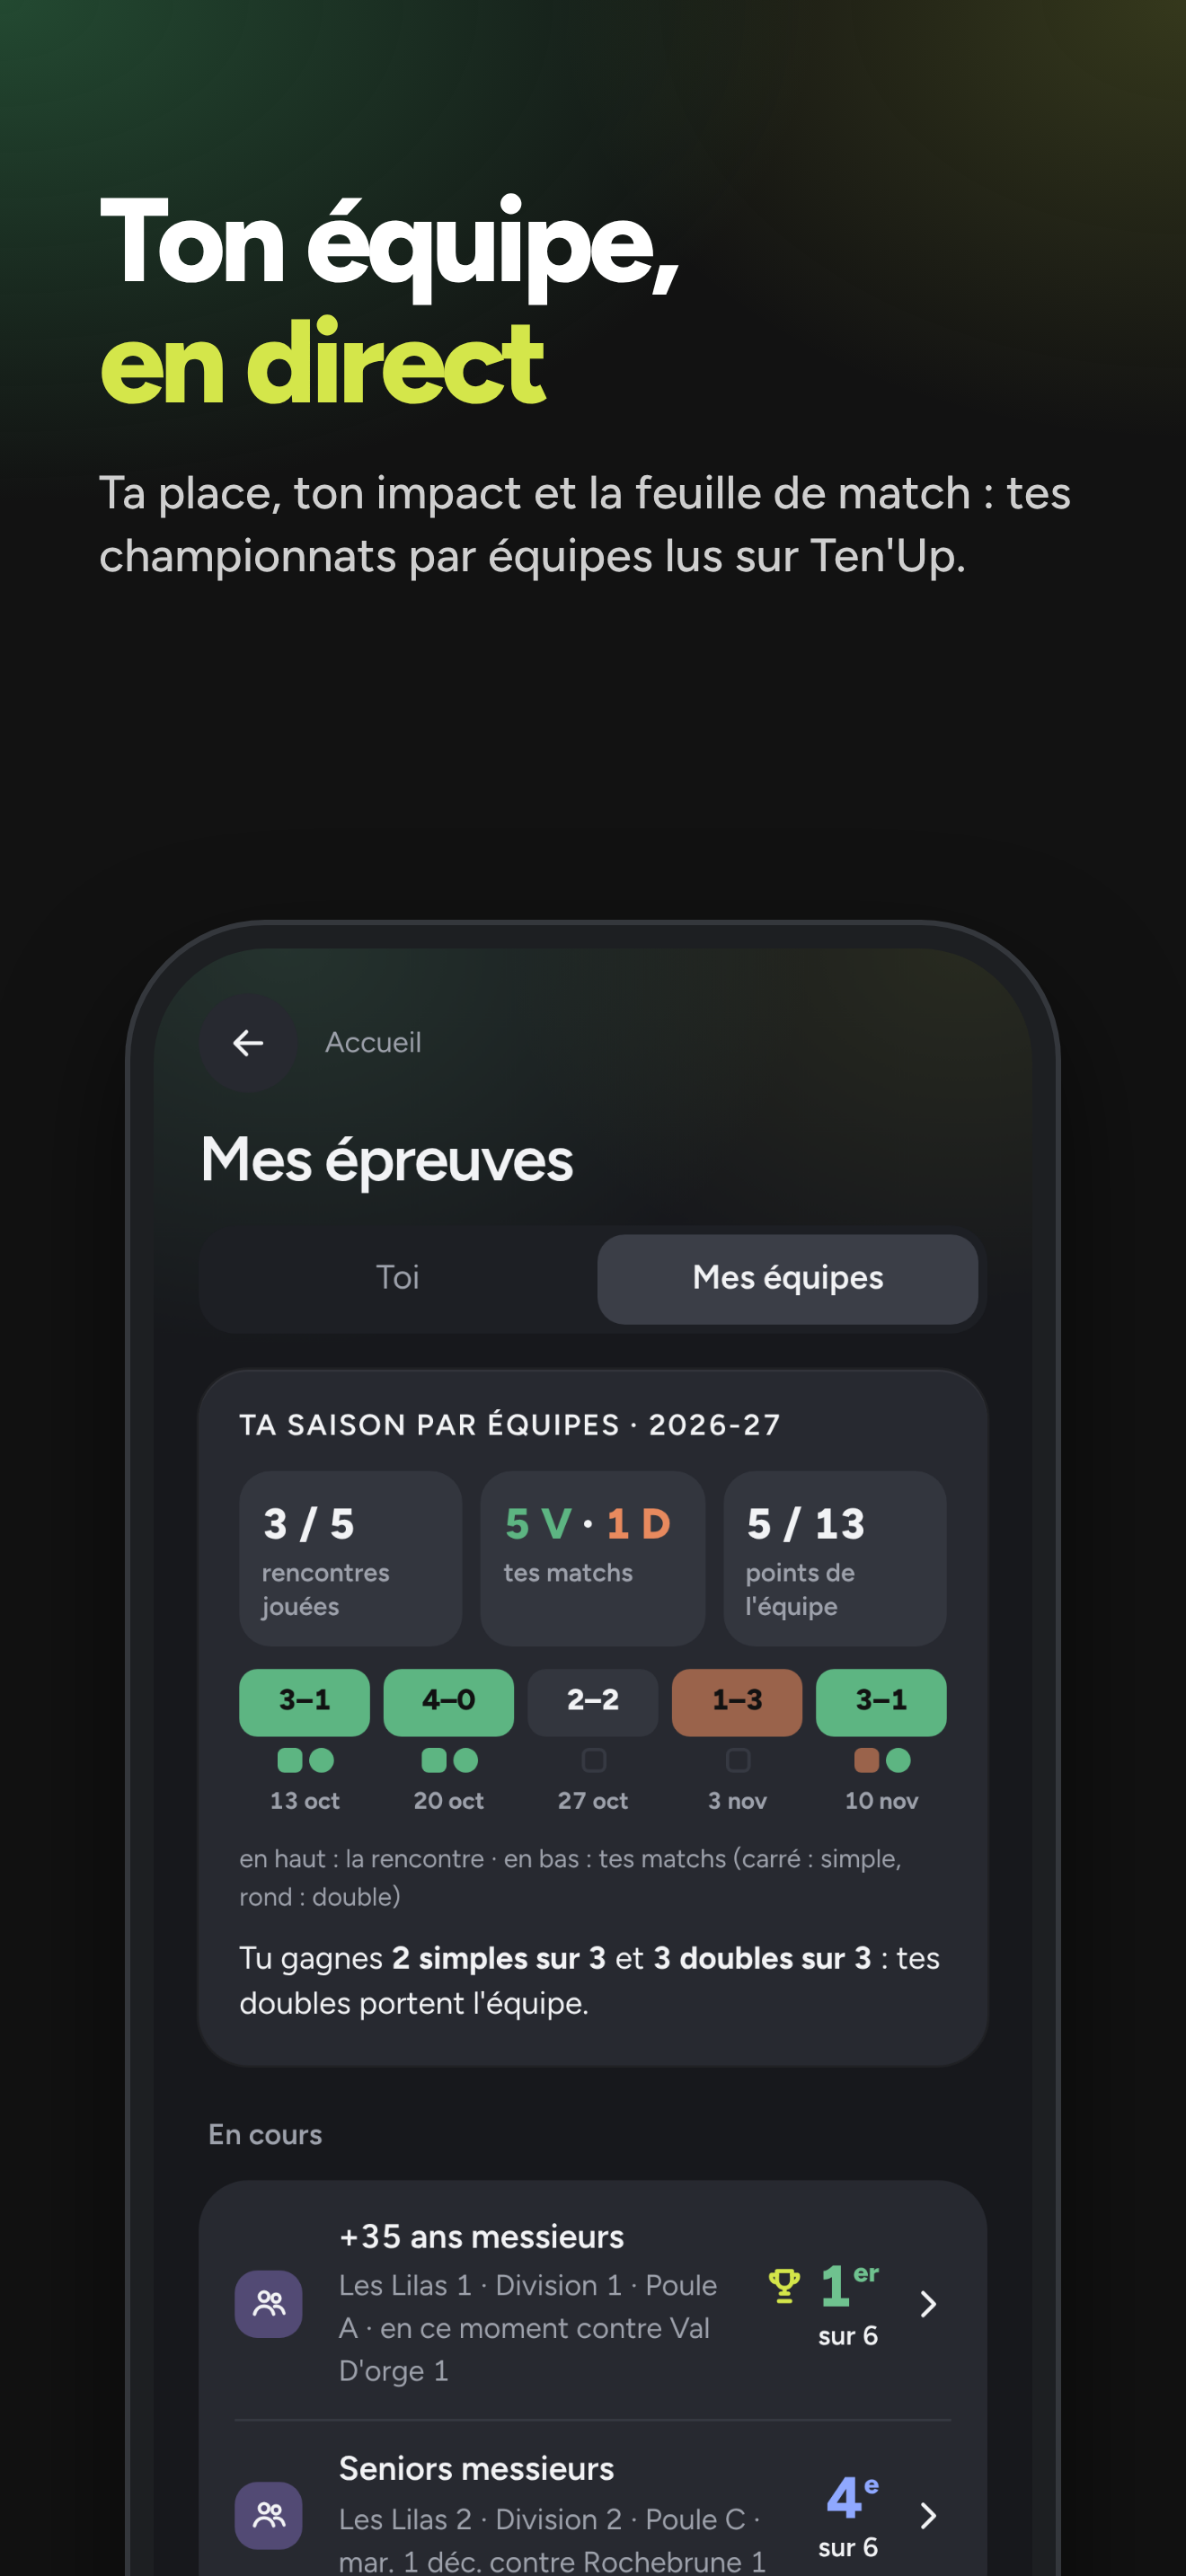 Ton équipe,
en direct
Ta place, ton impact et la feuille de match : tes
championnats par équipes lus sur Ten'Up.
Accueil
Mes épreuves
Toi
Mes équipes
TA SAISON PAR ÉQUIPES · 2026-27
3 / 5
rencontres
jouées
5 V · 1 D
tes matchs
5 / 13
points de
l'équipe
3–1
4–0
2–2
1–3
3–1
13 oct
20 oct
27 oct
3 nov
10 nov
en haut : la rencontre · en bas : tes matchs (carré : simple,
rond : double)
Tu gagnes 2 simples sur 3 et 3 doubles sur 3 : tes
doubles portent l'équipe.
En cours
+35 ans messieurs
Les Lilas 1 · Division 1 · Poule
A · en ce moment contre Val
D'orge 1
1er
sur 6
Seniors messieurs
Les Lilas 2 · Division 2 · Poule C ·
mar. 1 déc. contre Rochebrune 1
4e
sur 6